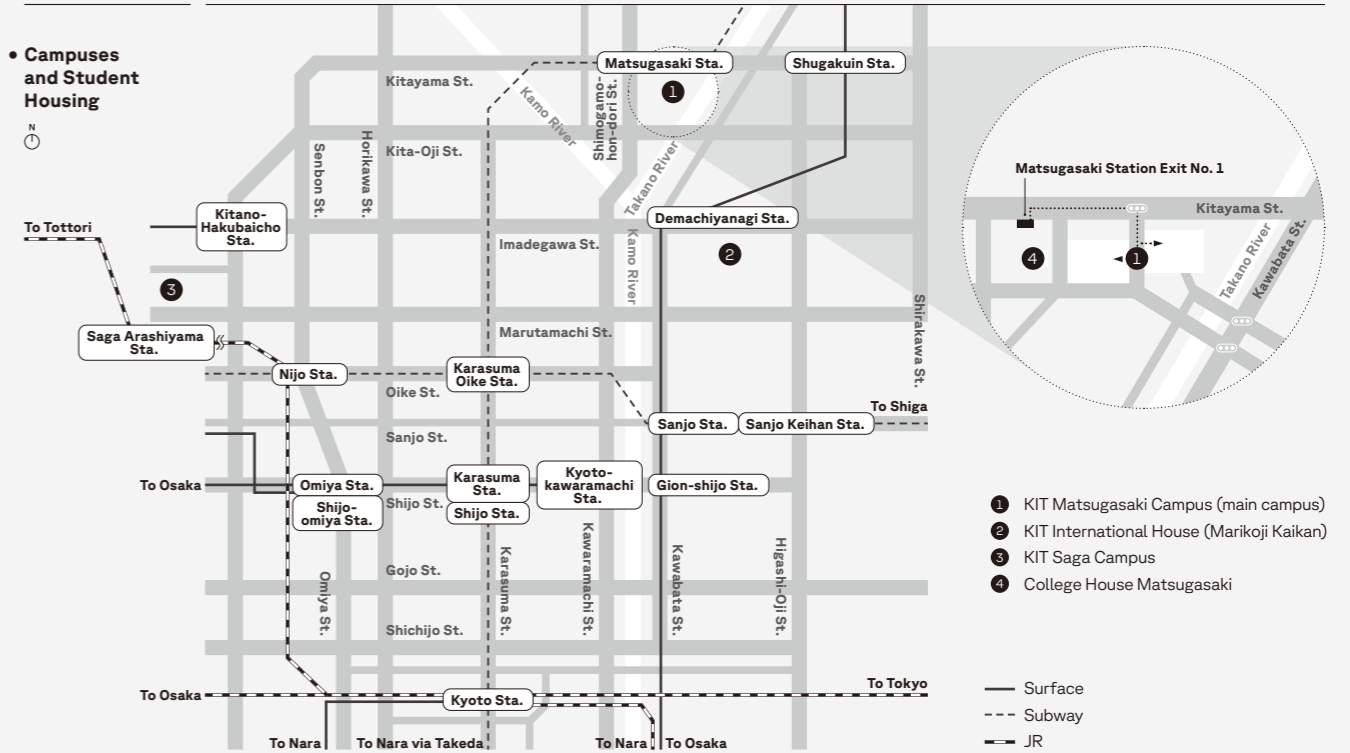 • Campuses
and Student
Housing
N
Matsugasaki Sta.
Shugakuin Sta.
Kitayama St.
1
Kamo River
Shimogamo-
hon-dori St.
Kita-Oji St.
Senbon St.
Horikawa St.
Takano River
Kitano-
Hakubaicho
Sta.
To Tottori
Demachiyanagi Sta.
Imadegawa St.
2
Kamo River
3
Saga Arashiyama
Sta.
Marutamachi St.
Shirakawa St.
Nijo Sta.
Karasuma
Oike Sta.
Oike St.
To Shiga
Sanjo Sta.
Sanjo Keihan Sta.
Sanjo St.
To Osaka
Omiya Sta.
Shijo-
omiya Sta.
Shijo St.
Karasuma
Sta.
Shijo Sta.
Kyoto-
kawaramachi
Sta.
Gion-shijo Sta.
Gojo St.
Omiya St.
Karasuma St.
Kawaramachi St.
Kawabata St.
Higashi-Oji St.
Shichijo St.
To Osaka
Kyoto Sta.
To Tokyo
To Nara
To Nara via Takeda
To Nara
To Osaka
Matsugasaki Station Exit No. 1
Kitayama St.
4
1
Takano River
Kawabata St.
1 KIT Matsugasaki Campus (main campus)
2 KIT International House (Marikoji Kaikan)
3 KIT Saga Campus
4 College House Matsugasaki
Surface
Subway
JR